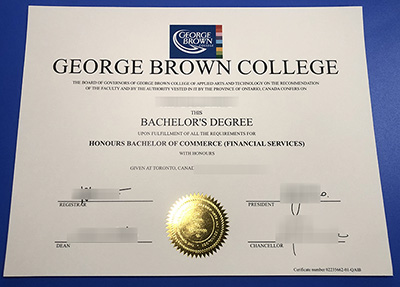 GEORGE
BROWN
COLLEGE
GEORGE BROWN COLLEGE
THE BOARD OF GOVERNORS OF GEORGE BROWN COLLEGE OF APPLIED ARTS AND TECHNOLOGY ON THE RECOMMENDATION
OF THE FACULTY AND BY THE AUTHORITY VESTED IN IT BY THE PROVINCE OF ONTARIO, CANADA CONFERS ON
THIS
BACHELOR'S DEGREE
UPON FULFILLMENT OF ALL THE REQUIREMENTS FOR
HONOURS BACHELOR OF COMMERCE (FINANCIAL SERVICES)
WITH HONOURS
GIVEN AT TORONTO, CANA
REGISTRAR
PRESIDENT
DEAN
CHANCELLOR
Certificate number